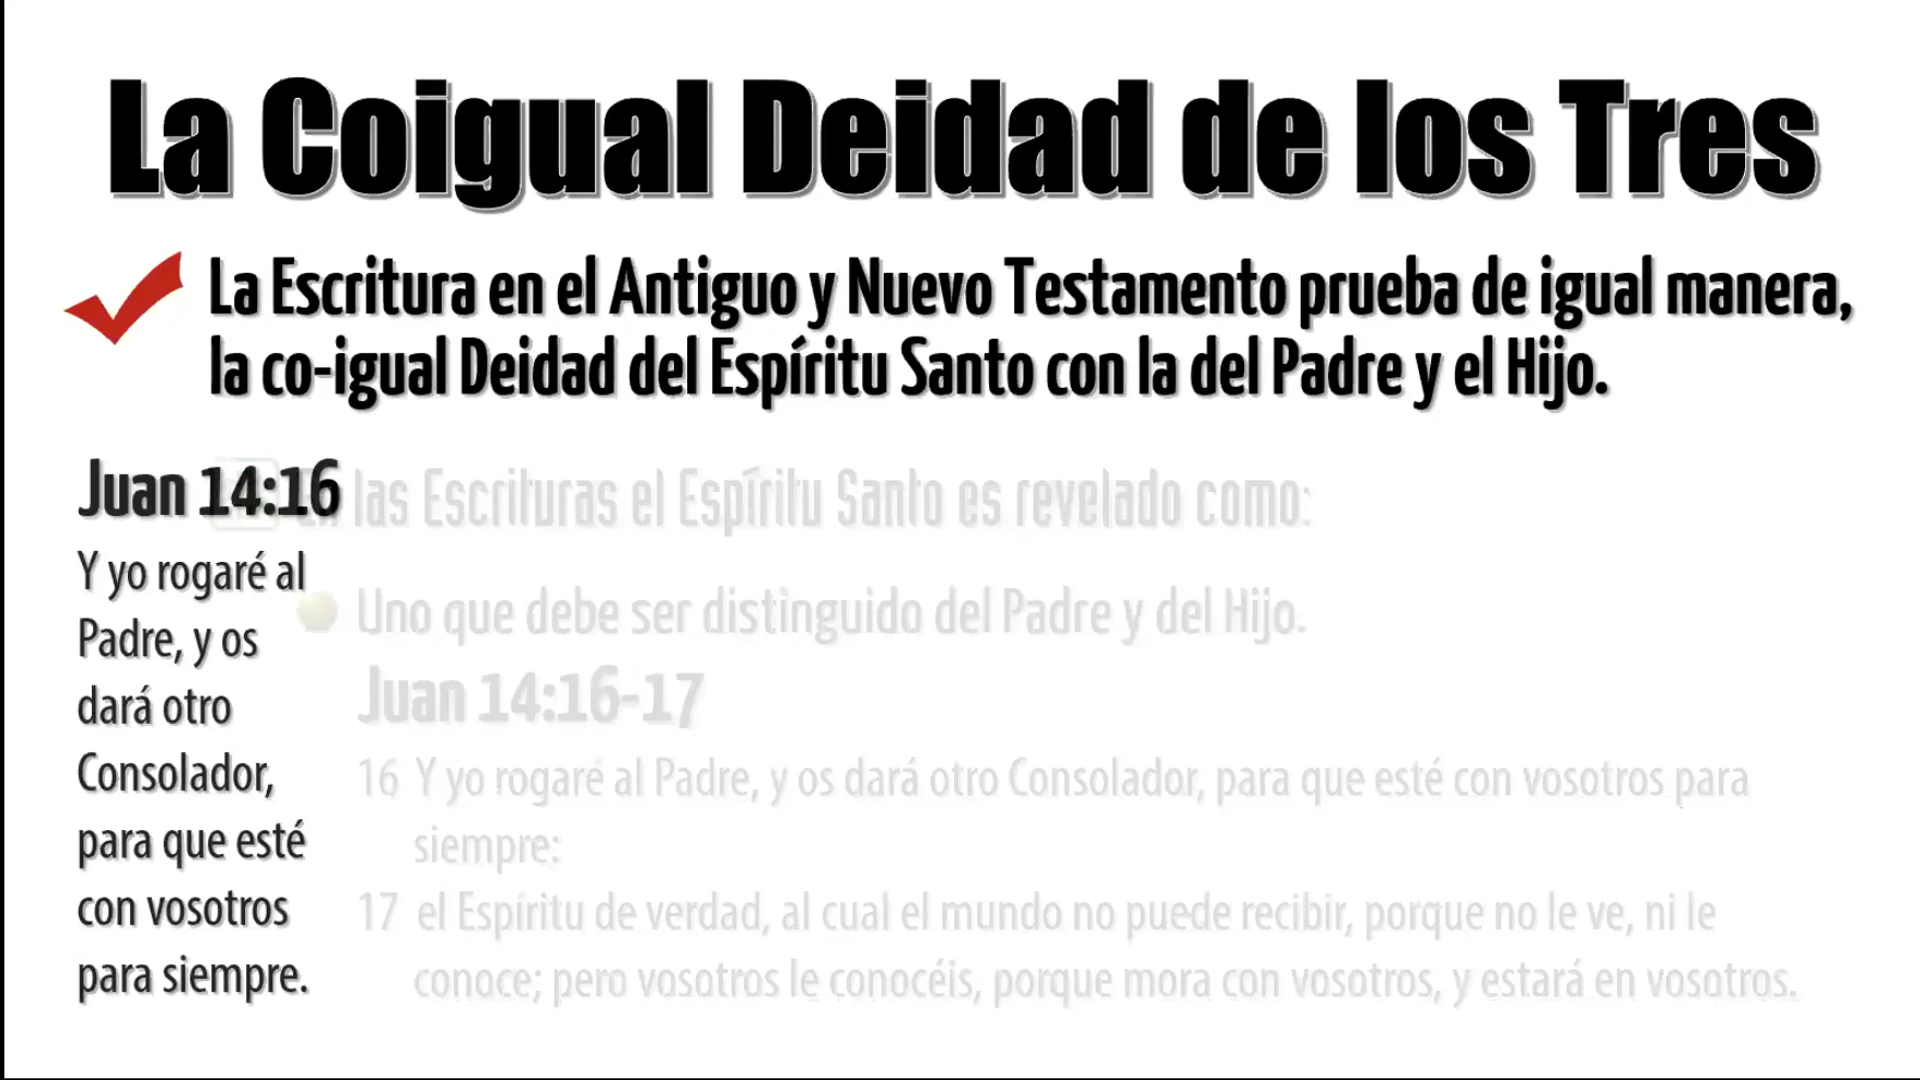 La Coigual Deidad de los Tres
La Escritura en el Antiguo y Nuevo Testamento prueba de igual manera,
la co-igual Deidad del Espíritu Santo con la del Padre y el Hijo.
Juan 14:16
Y yo rogaré al
Padre, y os
dará otro
Consolador,
para que esté
con vosotros
para siempre.
En las Escrituras el Espíritu Santo es revelado como:
Uno que debe ser distinguido del Padre y del Hijo.
Juan 14:16-17
16 Y yo rogaré al Padre, y os dará otro Consolador, para que esté con vosotros para
siempre:
17 el Espíritu de verdad, al cual el mundo no puede recibir, porque no le ve, ni le
conoce; pero vosotros le conocéis, porque mora con vosotros, y estará en vosotros.